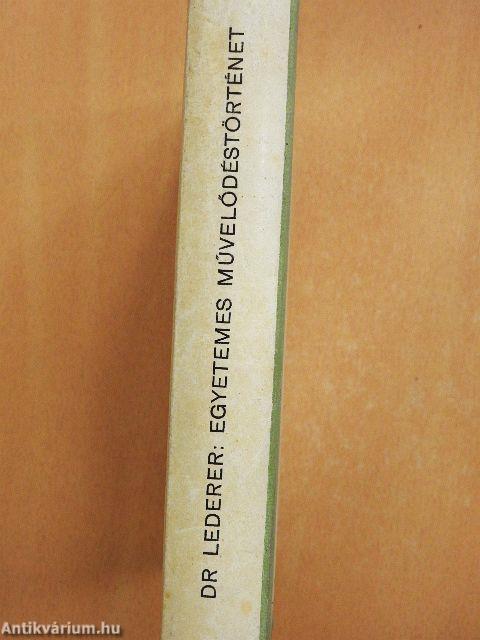 DR LEDERER: EGYETEMES MŰVELŐDÉSTÖRTÉNET
Antikvárium.hu